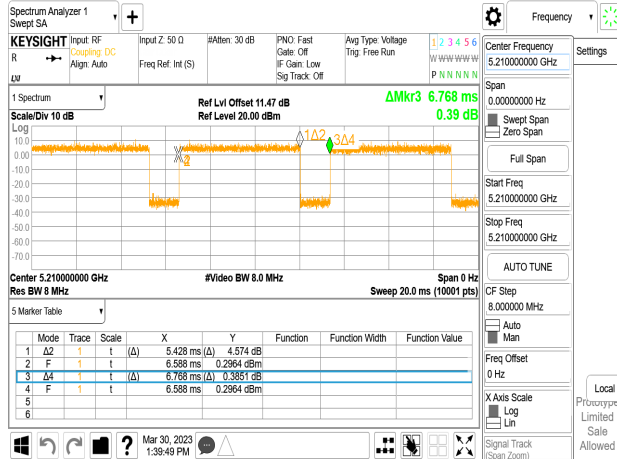 Spectrum Analyzer 1
Swept SA
Frequency
KEYSIGHT Input: RF
R Coupling: DC
Align: Auto
Input Z: 50 Ω
Freq Ref: Int (S)
#Atten: 30 dB
PNO: Fast
Gate: Off
IF Gain: Low
Sig Track: Off
Avg Type: Voltage
Trig: Free Run
1 2 3 4 5 6
W W W W W W
P N N N N N
1 Spectrum
Scale/Div 10 dB
Ref Lvl Offset 11.47 dB
Ref Level 20.00 dBm
ΔMkr3 6.768 ms
0.39 dB
Log
10.0
0.00
-10.0
-20.0
-30.0
-40.0
-50.0
-60.0
-70.0
1Δ2
3Δ4
Center 5.210000000 GHz
Res BW 8 MHz
#Video BW 8.0 MHz
Span 0 Hz
Sweep 20.0 ms (10001 pts)
5 Marker Table
Mode Trace Scale X Y Function Function Width Function Value
1 Δ2 1 t (Δ) 5.428 ms (Δ) 4.574 dB
2 F 1 t 6.588 ms 0.2964 dBm
3 Δ4 1 t (Δ) 6.768 ms (Δ) 0.3851 dB
4 F 1 t 6.588 ms 0.2964 dBm
5
6
Mar 30, 2023
1:39:49 PM
Center Frequency
5.210000000 GHz
Settings
Span
0.00000000 Hz
Swept Span
Zero Span
Full Span
Start Freq
5.210000000 GHz
Stop Freq
5.210000000 GHz
AUTO TUNE
CF Step
8.000000 MHz
Auto
Man
Freq Offset
0 Hz
X Axis Scale
Log
Lin
Signal Track
(Span Zoom)
Local
Prototype
Limited
Sale
Allowed